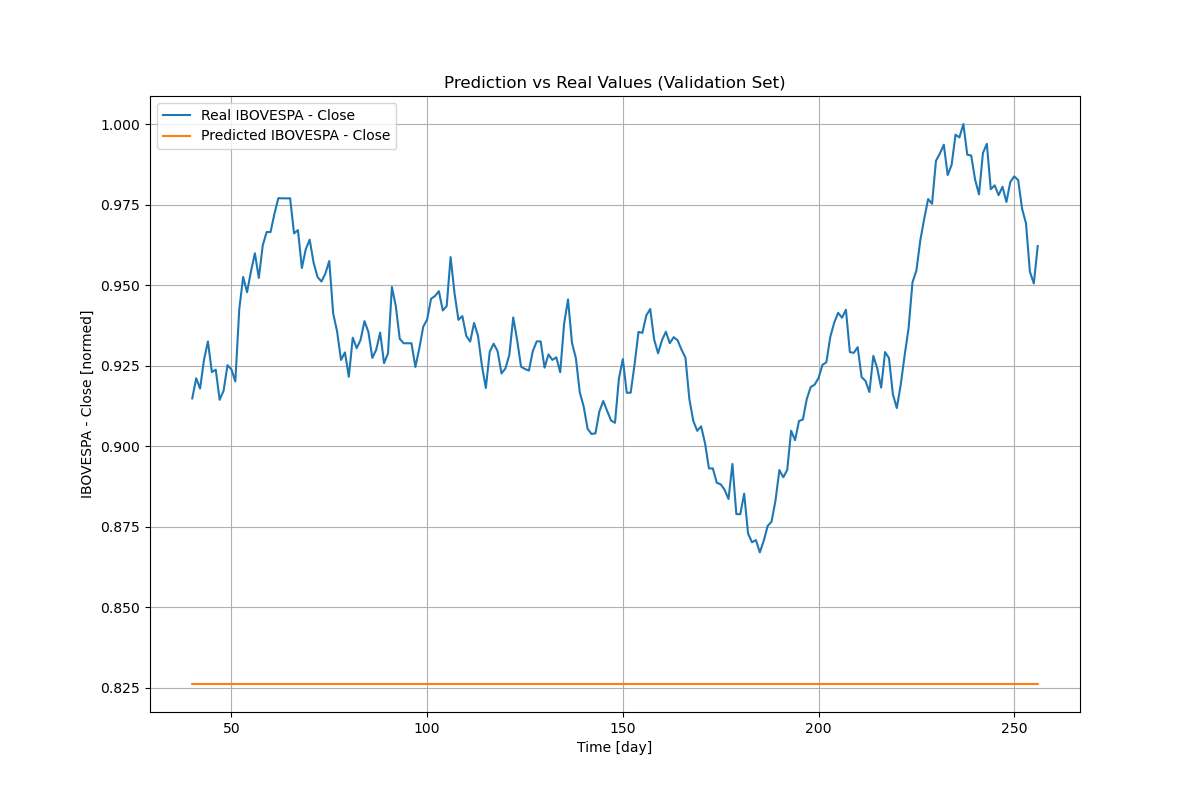 Prediction vs Real Values (Validation Set)
Real IBOVESPA - Close
Predicted IBOVESPA - Close
1.000
0.975
0.950
0.925
0.900
0.875
0.850
0.825
IBOVESPA - Close [normed]
50 100 150 200 250
Time [day]